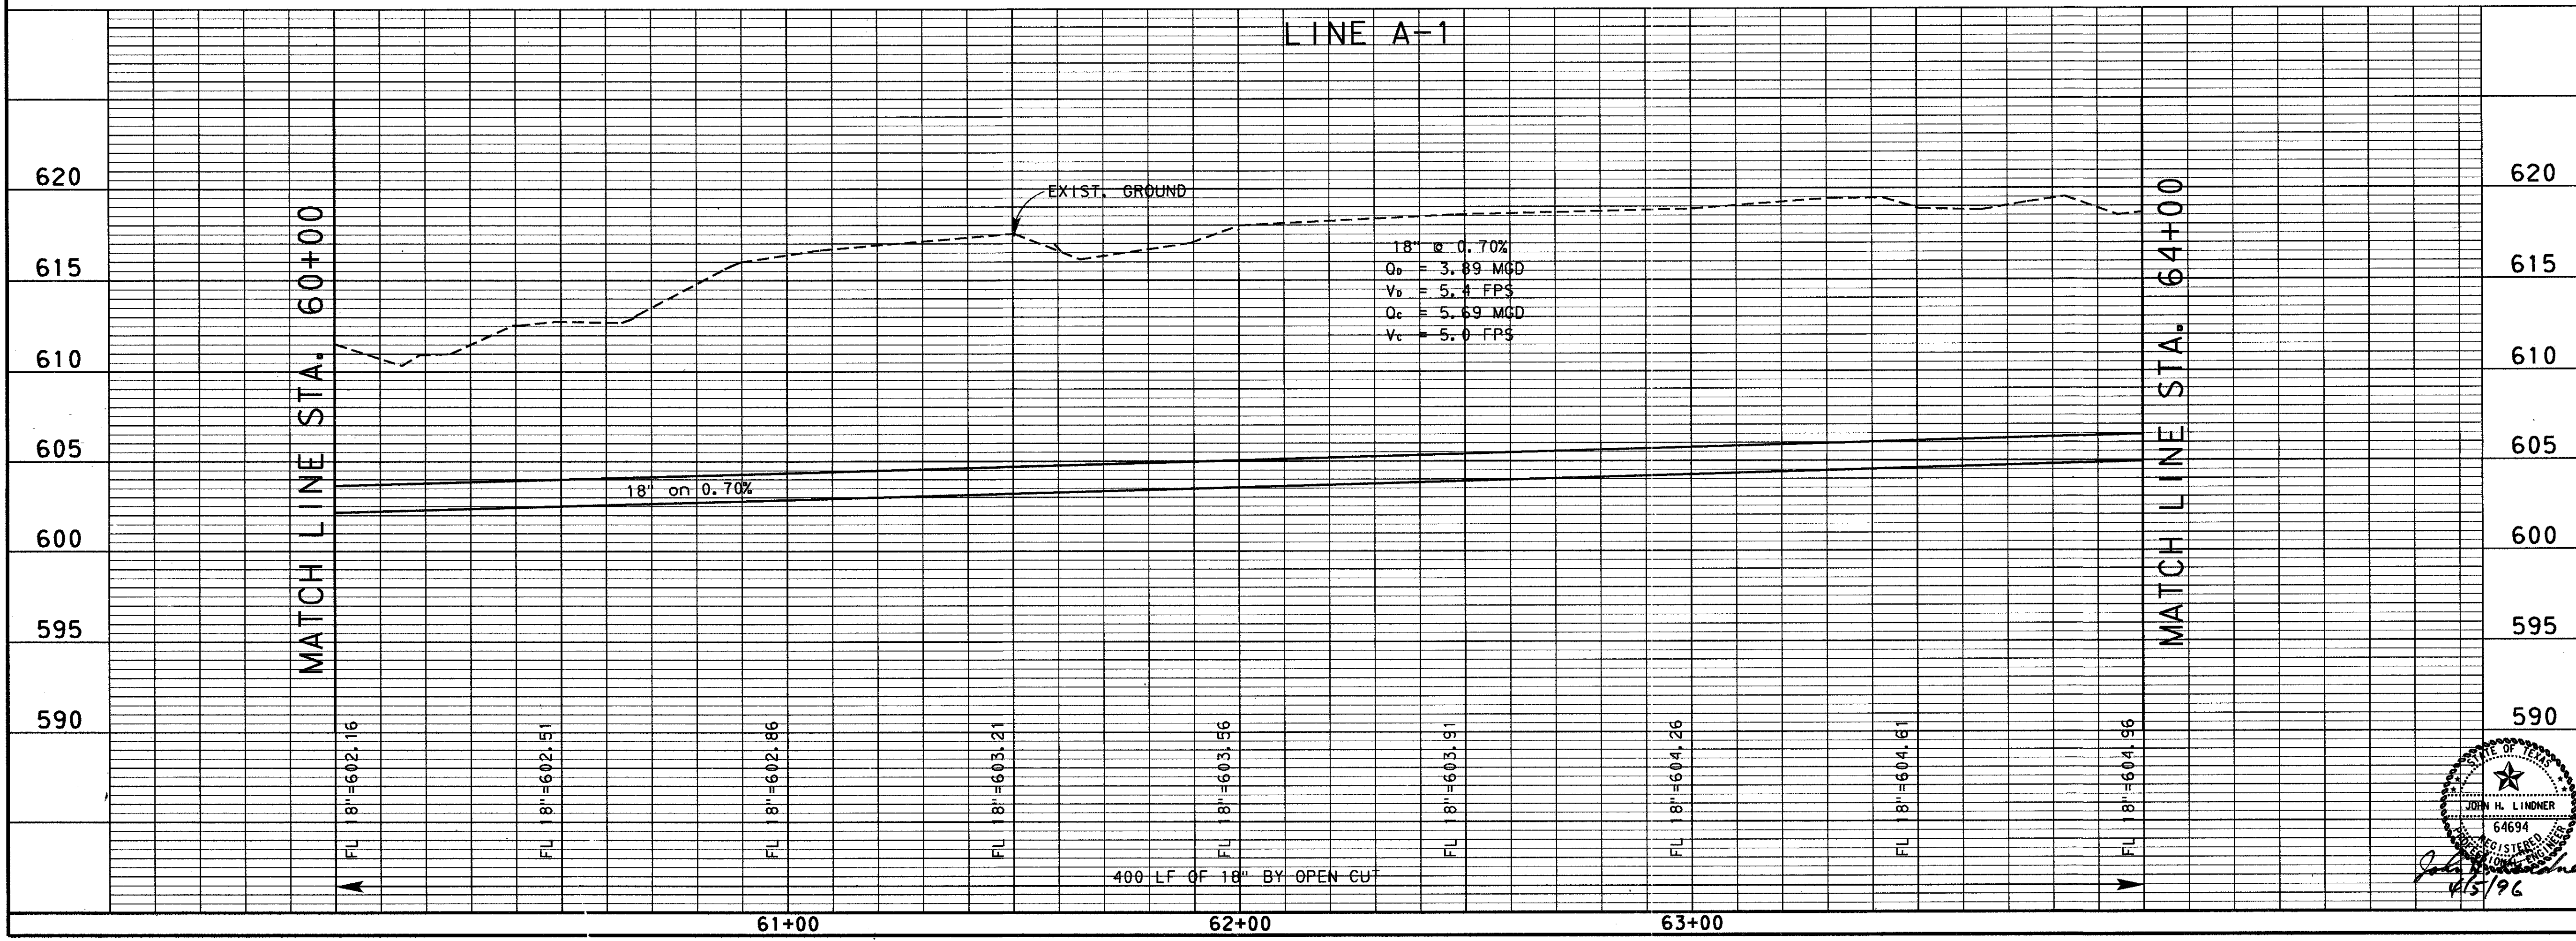 LINE A-1
620
615
610
605
600
595
590
MATCH LINE STA. 60+00
EXIST. GROUND
18" @ 0.70%
QD = 3.89 MGD
VD = 5.4 FPS
QC = 5.69 MGD
VC = 5.0 FPS
18" on 0.70%
MATCH LINE STA. 64+00
620
615
610
605
600
595
590
FL 18"=602.16
FL 18"=602.51
FL 18"=602.86
FL 18"=603.21
FL 18"=603.56
FL 18"=603.91
FL 18"=604.26
FL 18"=604.61
FL 18"=604.96
400 LF OF 18" BY OPEN CUT
61+00
62+00
63+00
STATE OF TEXAS
JOHN H. LINDNER
64694
REGISTERED
PROFESSIONAL ENGINEER
4/5/96